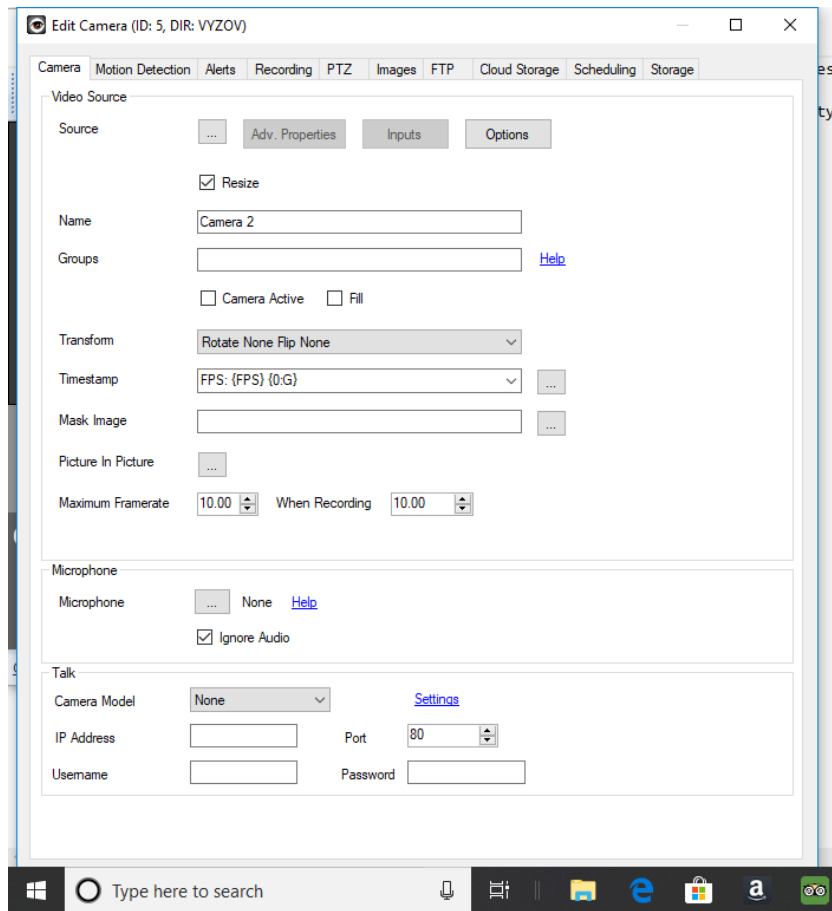 Edit Camera (ID: 5, DIR: VYZOV)
Camera Motion Detection Alerts Recording PTZ Images FTP Cloud Storage Scheduling Storage
Video Source
Source ... Adv. Properties Inputs Options
Resize
Name Camera 2
Groups Help
Camera Active Fill
Transform Rotate None Flip None
Timestamp FPS: {FPS} {0:G} ...
Mask Image ...
Picture In Picture ...
Maximum Framerate 10.00 When Recording 10.00
Microphone
Microphone ... None Help
Ignore Audio
Talk
Camera Model None Settings
IP Address Port 80
Username Password
Type here to search